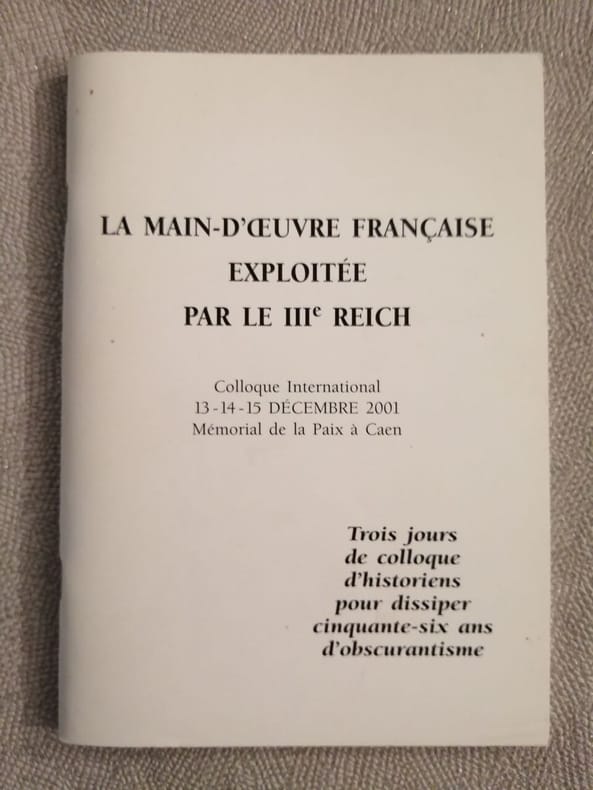 LA MAIN-D'ŒUVRE FRANÇAISE
EXPLOITÉE
PAR LE IIIe REICH
Colloque International
13-14-15 DÉCEMBRE 2001
Mémorial de la Paix à Caen
Trois jours
de colloque
d'historiens
pour dissiper
cinquante-six ans
d'obscurantisme